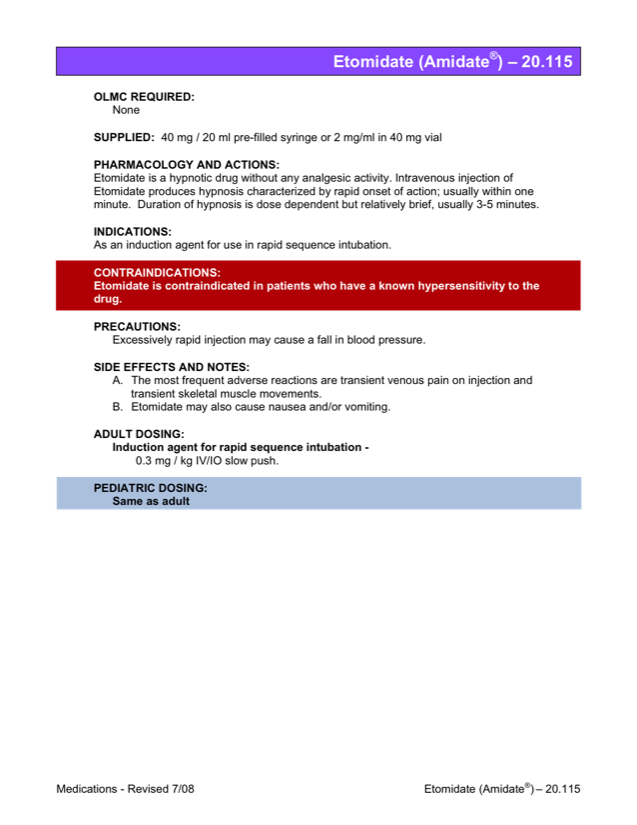 Etomidate (Amidate®) – 20.115
OLMC REQUIRED:
None
SUPPLIED: 40 mg / 20 ml pre-filled syringe or 2 mg/ml in 40 mg vial
PHARMACOLOGY AND ACTIONS:
Etomidate is a hypnotic drug without any analgesic activity. Intravenous injection of
Etomidate produces hypnosis characterized by rapid onset of action; usually within one
minute. Duration of hypnosis is dose dependent but relatively brief, usually 3-5 minutes.
INDICATIONS:
As an induction agent for use in rapid sequence intubation.
CONTRAINDICATIONS:
Etomidate is contraindicated in patients who have a known hypersensitivity to the
drug.
PRECAUTIONS:
Excessively rapid injection may cause a fall in blood pressure.
SIDE EFFECTS AND NOTES:
A. The most frequent adverse reactions are transient venous pain on injection and
transient skeletal muscle movements.
B. Etomidate may also cause nausea and/or vomiting.
ADULT DOSING:
Induction agent for rapid sequence intubation -
0.3 mg / kg IV/IO slow push.
PEDIATRIC DOSING:
Same as adult
Medications - Revised 7/08 Etomidate (Amidate®) – 20.115